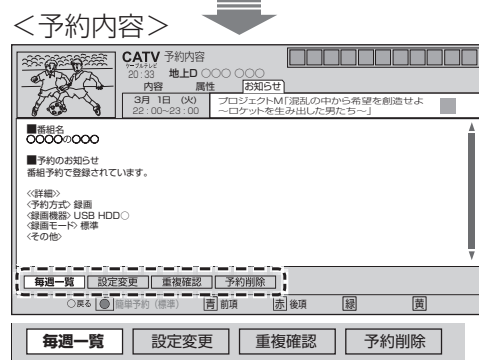 ＜予約内容＞
CATV 予約内容
ケーブルテレビ
20:33 地上D ○○○ ○○○
内容 属性 お知らせ
3月 1日 (火) プロジェクトM「混乱の中から希望を創造せよ
22:00~23:00 ～ロケットを生み出した男たち～」
■番組名
○○○○の○○○
■予約のお知らせ
番組予約で登録されています。
≪詳細≫
<予約方式> 録画
<録画機器> USB HDD○
<録画モード> 標準
<その他>
毎週一覧 設定変更 重複確認 予約削除
○戻る 簡単予約 (標準) 青 前項 赤 後項 緑 黄
毎週一覧 設定変更 重複確認 予約削除